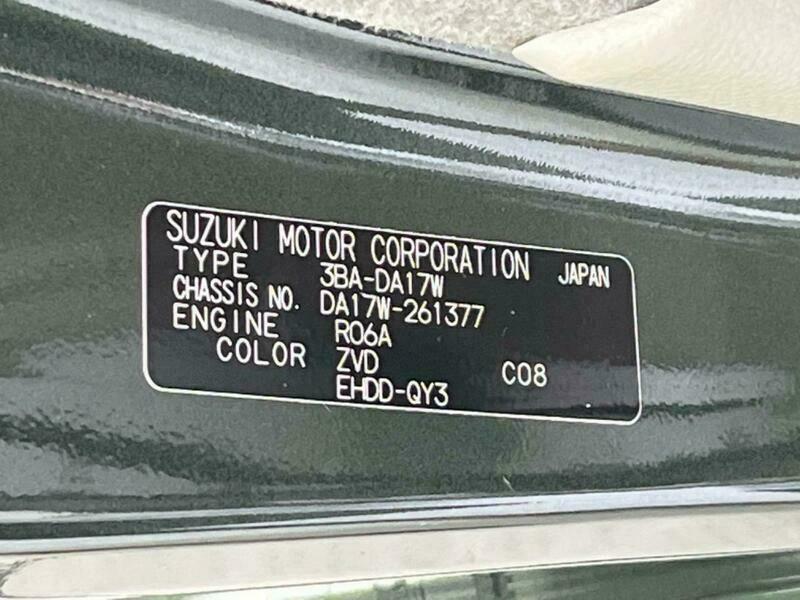 SUZUKI MOTOR CORPORATION JAPAN
TYPE 3BA-DA17W
CHASSIS NO. DA17W-261377
ENGINE R06A
COLOR ZVD C08
EHDD-QY3